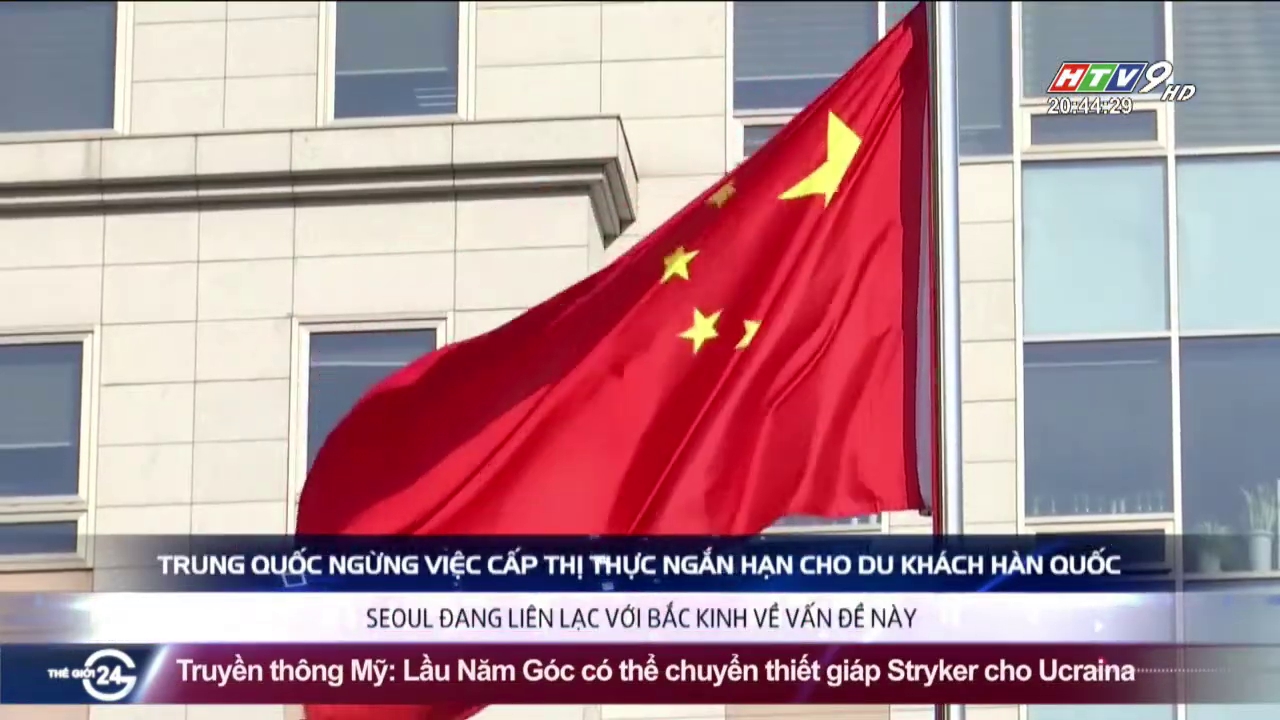 HTV9 HD
20:44:29
TRUNG QUỐC NGỪNG VIỆC CẤP THỊ THỰC NGẮN HẠN CHO DU KHÁCH HÀN QUỐC
SEOUL ĐANG LIÊN LẠC VỚI BẮC KINH VỀ VẤN ĐỀ NÀY
THẾ GIỚI 24G
Truyền thông Mỹ: Lầu Năm Góc có thể chuyển thiết giáp Stryker cho Ucraina